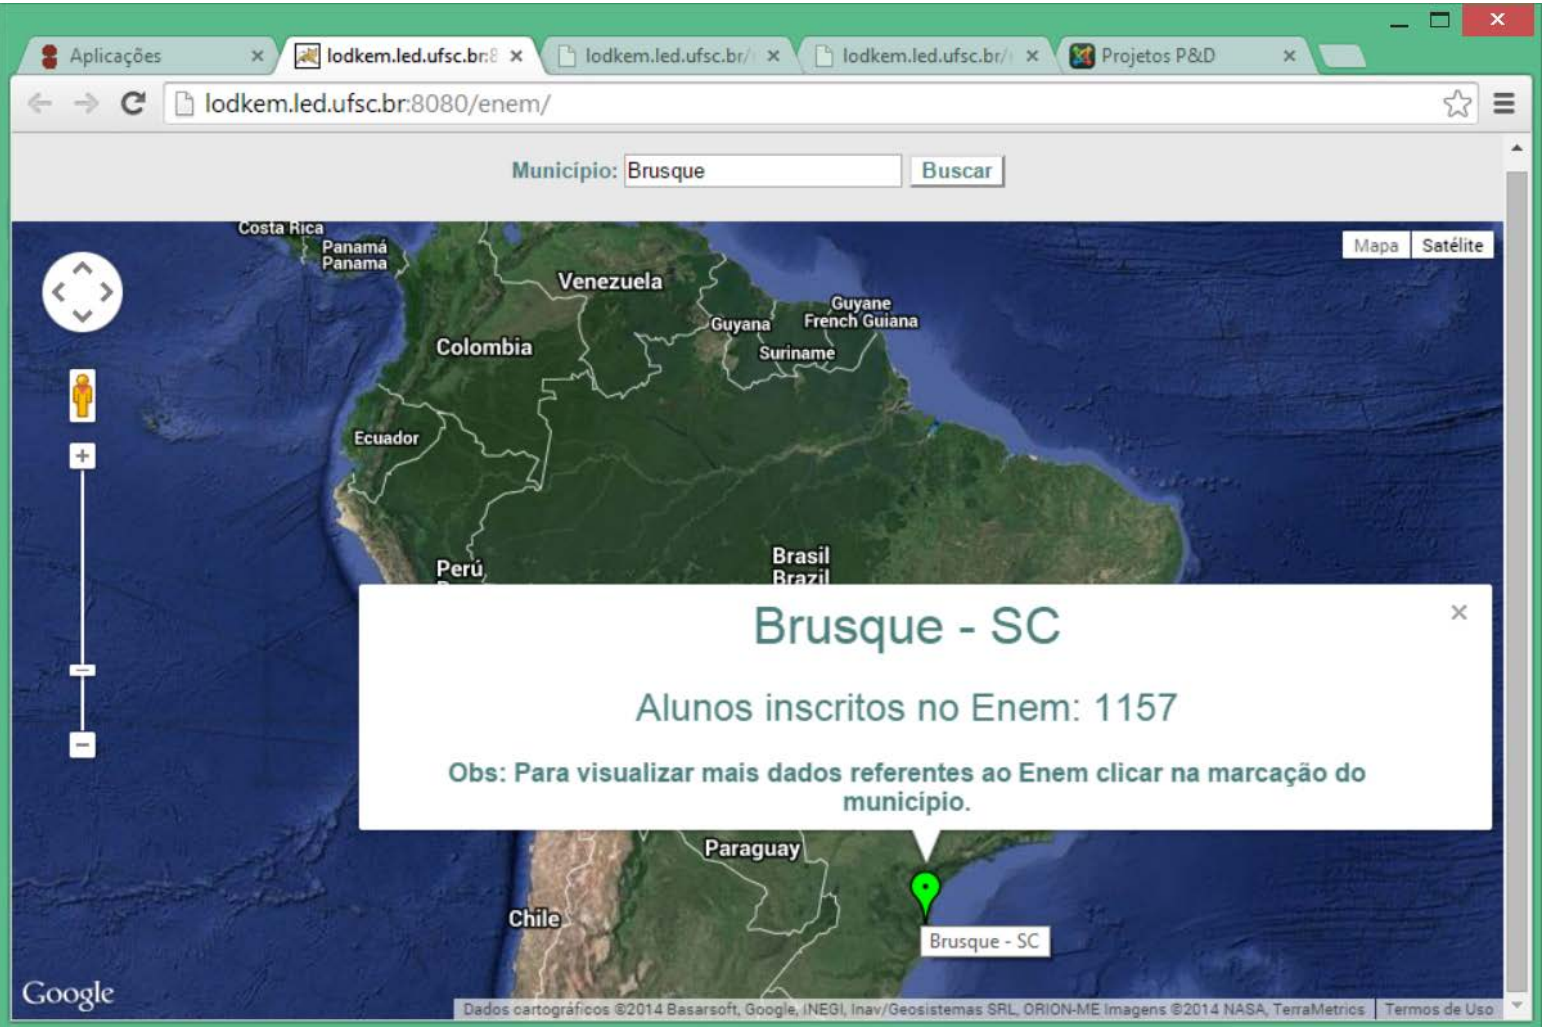 Aplicações
lodkem.led.ufsc.br:8
lodkem.led.ufsc.br/
lodkem.led.ufsc.br/
Projetos P&D
lodkem.led.ufsc.br:8080/enem/
Município: Brusque Buscar
Mapa Satélite
Costa Rica
Panamá
Panama
Venezuela
Guyana
Guyane
French Guiana
Suriname
Colombia
Ecuador
Perú
Brasil
Brazil
Brusque - SC
Alunos inscritos no Enem: 1157
Obs: Para visualizar mais dados referentes ao Enem clicar na marcação do
município.
Paraguay
Chile
Brusque - SC
Google
Dados cartográficos ©2014 Basarsoft, Google, INEGI, Inav/Geosistemas SRL, ORION-ME Imagens ©2014 NASA, TerraMetrics Termos de Uso